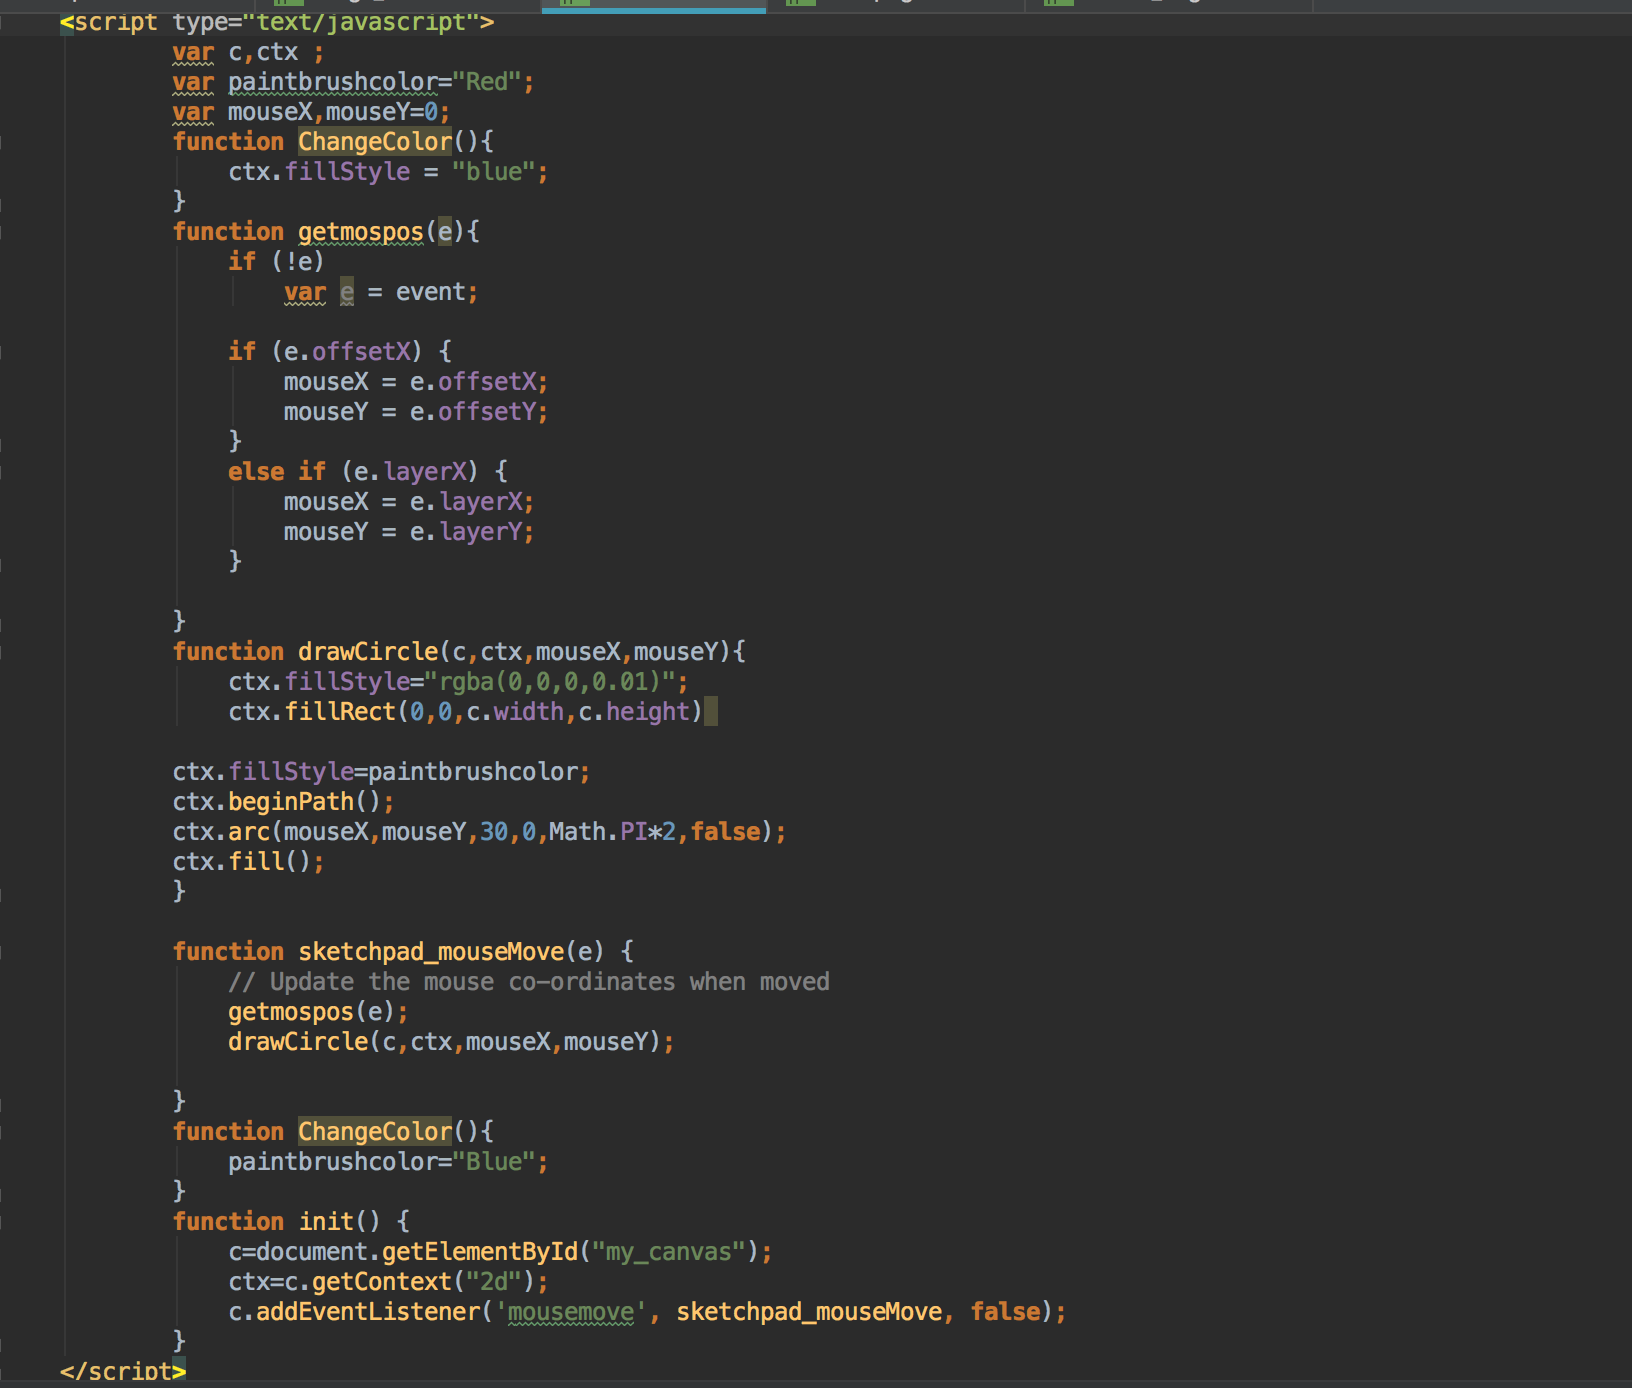 <script type="text/javascript">
var c,ctx ;
var paintbrushcolor="Red";
var mouseX,mouseY=0;
function ChangeColor(){
ctx.fillStyle = "blue";
}
function getmospos(e){
if (!e)
var e = event;
if (e.offsetX) {
mouseX = e.offsetX;
mouseY = e.offsetY;
}
else if (e.layerX) {
mouseX = e.layerX;
mouseY = e.layerY;
}
}
function drawCircle(c,ctx,mouseX,mouseY){
ctx.fillStyle="rgba(0,0,0,0.01)";
ctx.fillRect(0,0,c.width,c.height)
ctx.fillStyle=paintbrushcolor;
ctx.beginPath();
ctx.arc(mouseX,mouseY,30,0,Math.PI*2,false);
ctx.fill();
}
function sketchpad_mouseMove(e) {
// Update the mouse co-ordinates when moved
getmospos(e);
drawCircle(c,ctx,mouseX,mouseY);
}
function ChangeColor(){
paintbrushcolor="Blue";
}
function init() {
c=document.getElementById("my_canvas");
ctx=c.getContext("2d");
c.addEventListener('mousemove', sketchpad_mouseMove, false);
}
</script>